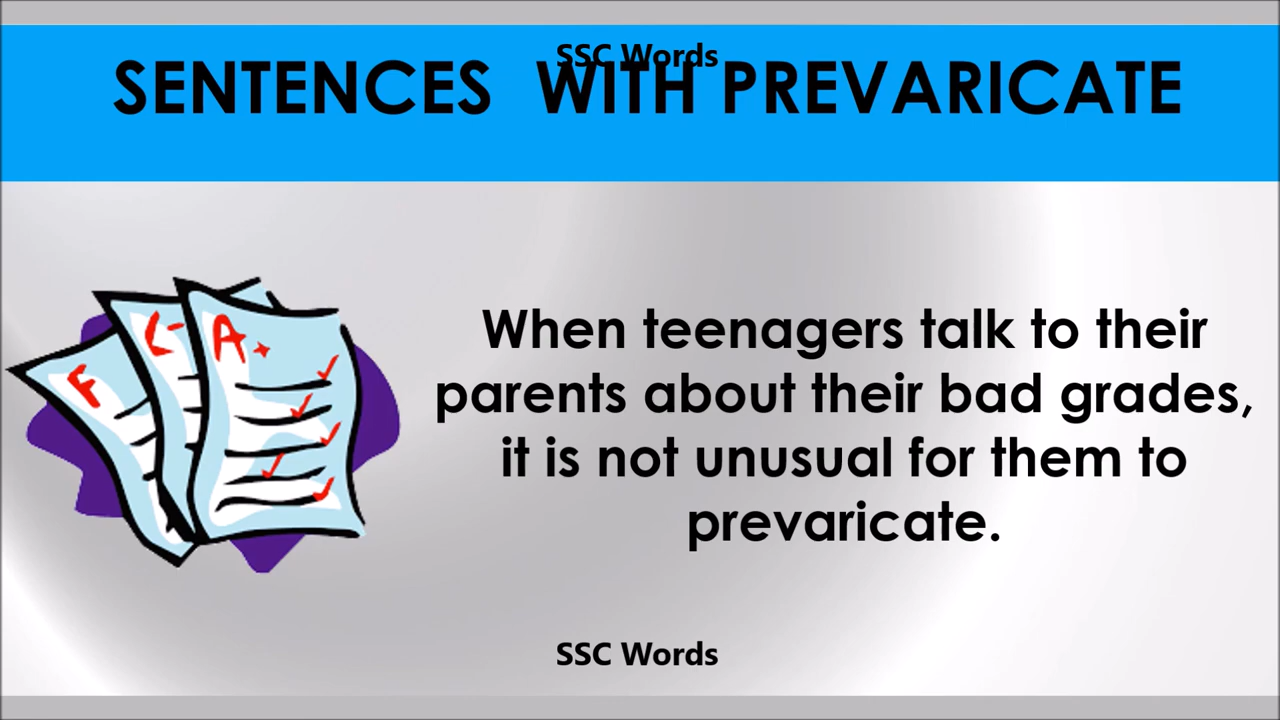 SSC Words
SENTENCES WITH PREVARICATE
F
C-
A+
When teenagers talk to their
parents about their bad grades,
it is not unusual for them to
prevaricate.
SSC Words